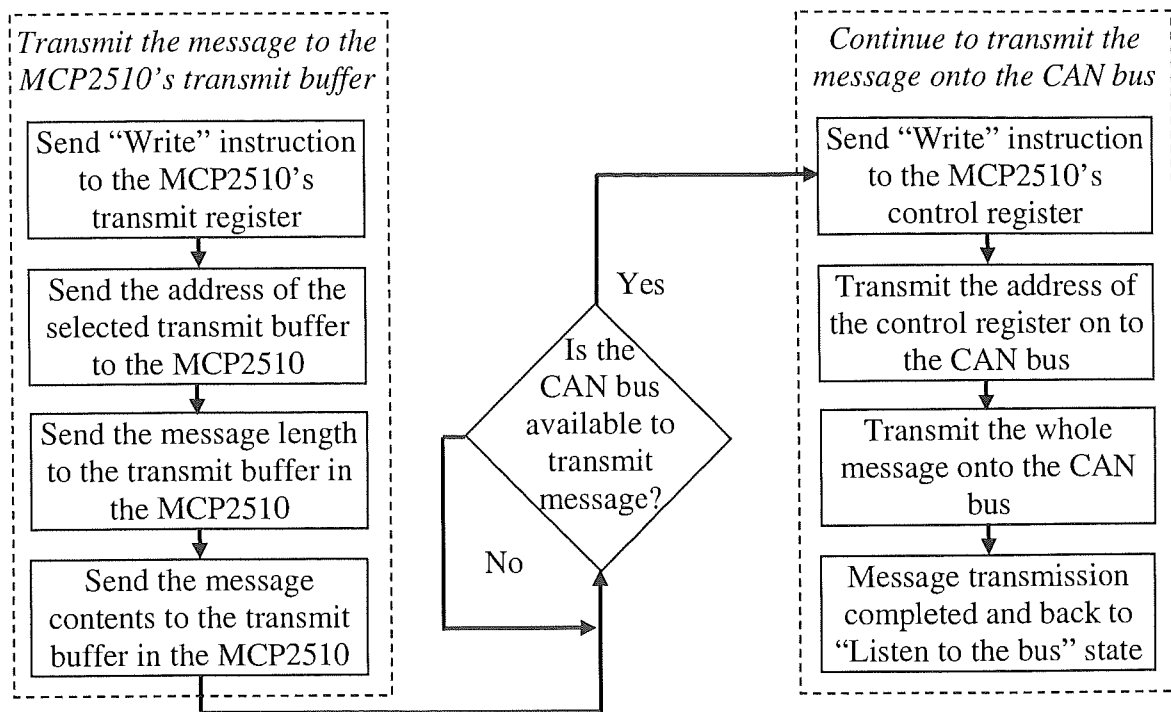 Transmit the message to the
MCP2510's transmit buffer
Send “Write” instruction
to the MCP2510's
transmit register
Send the address of the
selected transmit buffer
to the MCP2510
Send the message length
to the transmit buffer in
the MCP2510
Send the message
contents to the transmit
buffer in the MCP2510
Is the
CAN bus
available to
transmit
message?
Yes
No
Continue to transmit the
message onto the CAN bus
Send “Write” instruction
to the MCP2510's
control register
Transmit the address of
the control register on to
the CAN bus
Transmit the whole
message onto the CAN
bus
Message transmission
completed and back to
“Listen to the bus” state